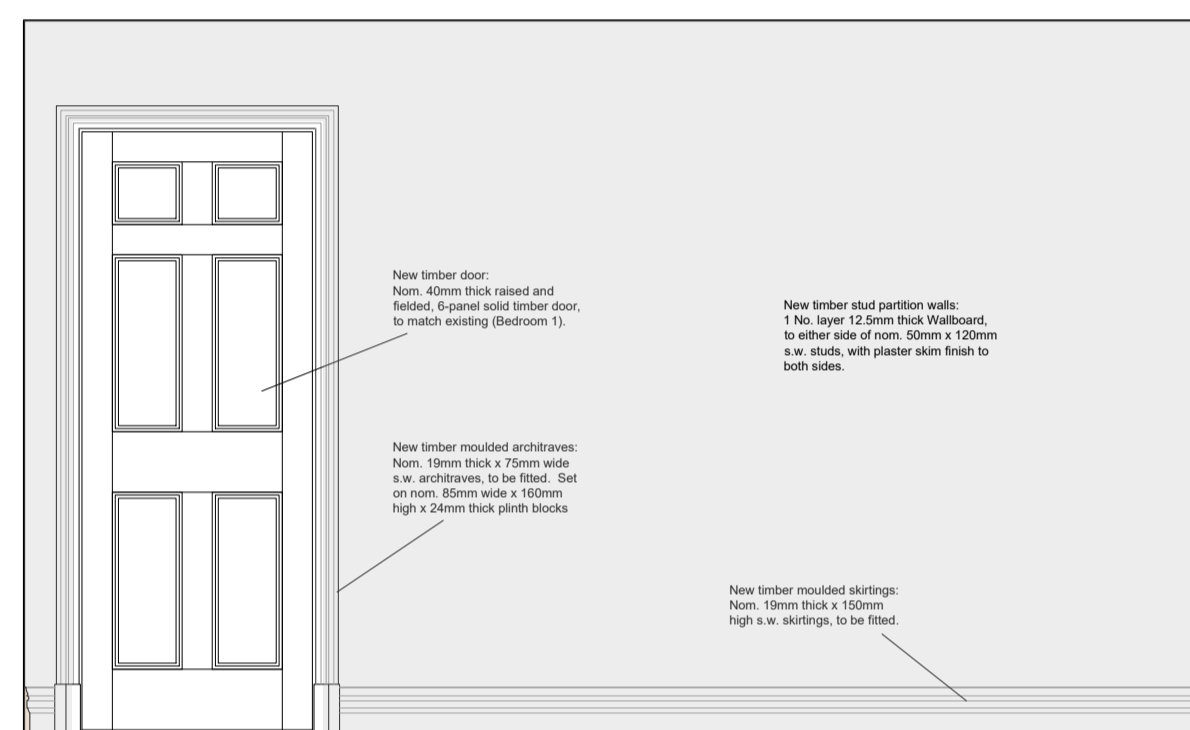 New timber door:
Nom. 40mm thick raised and
fielded, 6-panel solid timber door,
to match existing (Bedroom 1).
New timber stud partition walls:
1 No. layer 12.5mm thick Wallboard,
to either side of nom. 50mm x 120mm
s.w. studs, with plaster skim finish to
both sides.
New timber moulded architraves:
Nom. 19mm thick x 75mm wide
s.w. architraves, to be fitted.  Set
on nom. 85mm wide x 160mm
high x 24mm thick plinth blocks
New timber moulded skirtings:
Nom. 19mm thick x 150mm
high s.w. skirtings, to be fitted.